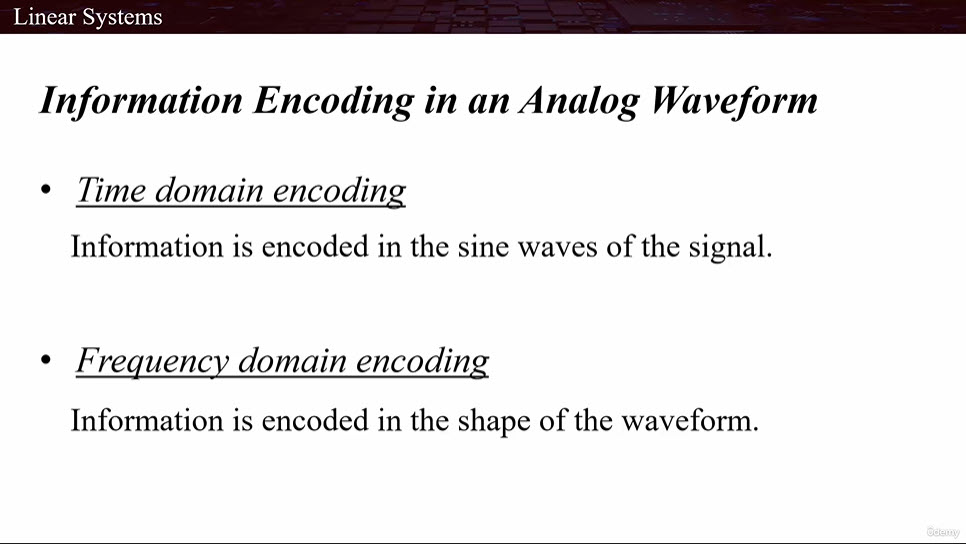 Linear Systems
Information Encoding in an Analog Waveform
• Time domain encoding
Information is encoded in the sine waves of the signal.
• Frequency domain encoding
Information is encoded in the shape of the waveform.
ûdemy